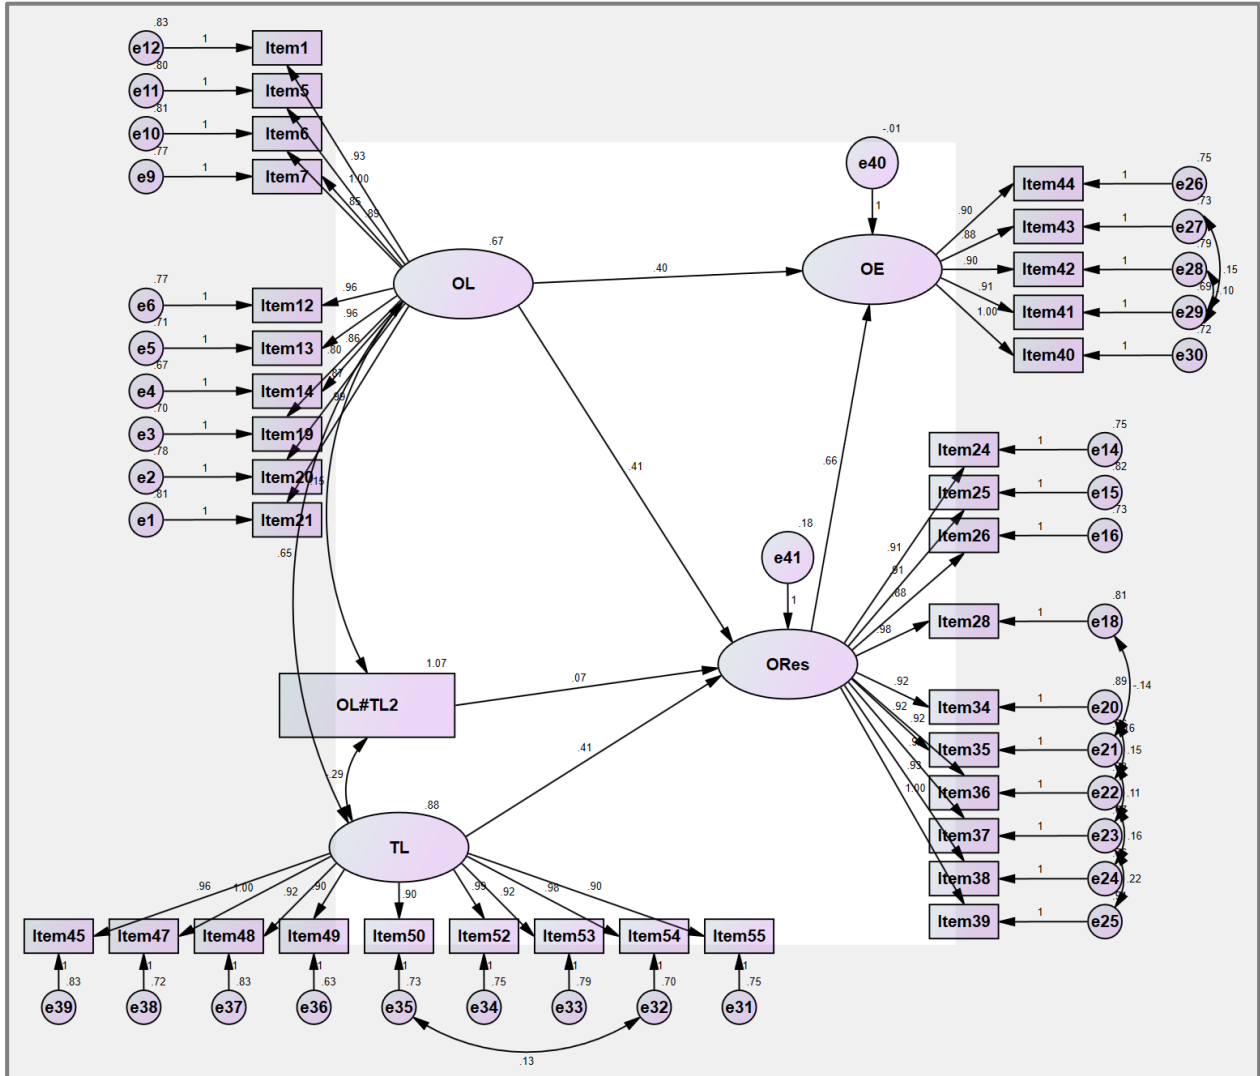 .83
e12 1 Item1
.80
e11 1 Item5
.81
e10 1 Item6
.77
e9 1 Item7
.93
1.00
.85
.89
.67
OL
.77
e6 1 Item12
.71
e5 1 Item13
.67
e4 1 Item14
.70
e3 1 Item19
.78
e2 1 Item20
.81
e1 1 Item21
.96
.96
.86
.80
.87
.99
.15
.65
.40
.41
-.01
e40
1
OE
.90
.88
.90
.91
1.00
.75
Item44 1 e26
.73
Item43 1 e27
.79
Item42 1 e28
.69
Item41 1 e29
.72
Item40 1 e30
.15
.10
.66
.18
e41
1
ORes
.75
Item24 1 e14
.82
Item25 1 e15
.73
Item26 1 e16
.81
Item28 1 e18
.89
Item34 1 e20
Item35 1 e21
Item36 1 e22
Item37 1 e23
Item38 1 e24
Item39 1 e25
.91
.91
.88
.98
.92
.92
.92
.93
1.00
-.14
.15
.11
.16
.22
1.07
OL#TL2
.07
.29
.41
.88
TL
.96 1.00 .92 .90 .90 .99 .92 .98 .90
Item45 Item47 Item48 Item49 Item50 Item52 Item53 Item54 Item55
1 1 1 1 1 1 1 1 1
.83 .72 .83 .63 .73 .75 .79 .70 .75
e39 e38 e37 e36 e35 e34 e33 e32 e31
.13